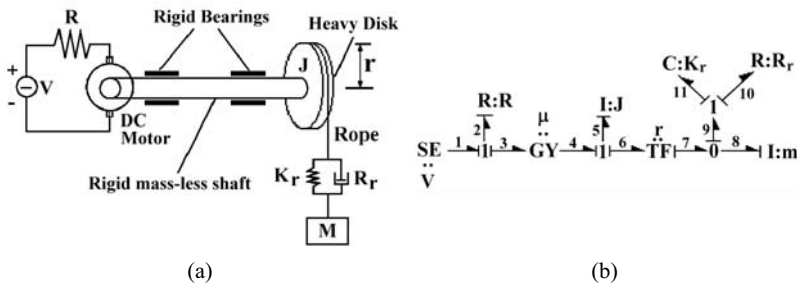 R
Rigid Bearings
Heavy Disk
J
r
+
V
-
DC
Motor
Rope
Rigid mass-less shaft
Kr
Rr
M
(a)
C:Kr
R:Rr
11
10
R:R
μ
I:J
1
2
5
r
9
SE
1
1
3
GY
4
1
6
TF
7
0
8
I:m
V
(b)